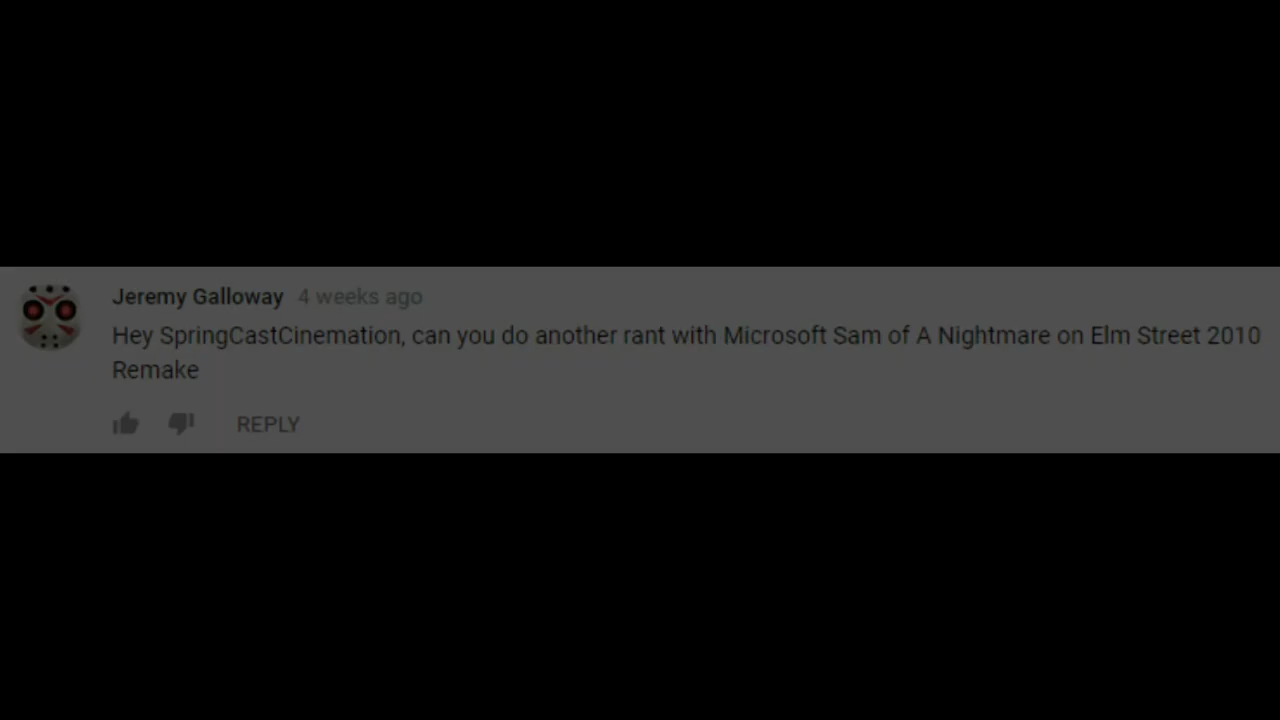 Jeremy Galloway 4 weeks ago
Hey SpringCastCinemation, can you do another rant with Microsoft Sam of A Nightmare on Elm Street 2010
Remake
REPLY